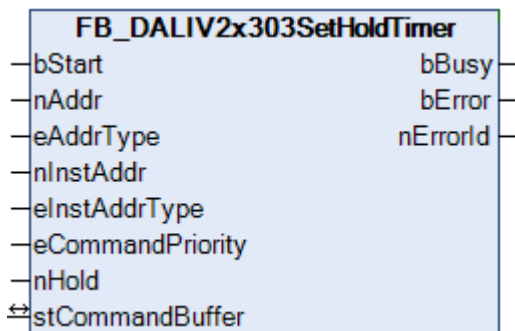 FB_DALIV2x303SetHoldTimer
bStart bBusy
nAddr bError
eAddrType nErrorId
nInstAddr
eInstAddrType
eCommandPriority
nHold
stCommandBuffer